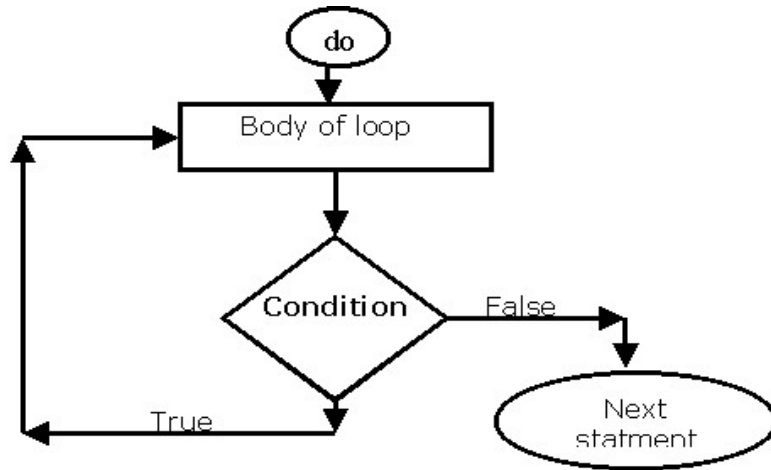 do
Body of loop
Condition
False
True
Next
statment